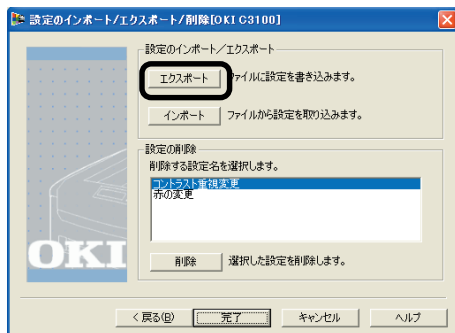 設定のインポート/エクスポート/削除[OKI C3100]
設定のインポート/エクスポート
エクスポート ファイルに設定を書き込みます。
インポート ファイルから設定を取り込みます。
設定の削除
削除する設定名を選択します。
コントラスト重視変更
赤の変更
削除 選択した設定を削除します。
OKI
< 戻る(B) 完了 キャンセル ヘルプ